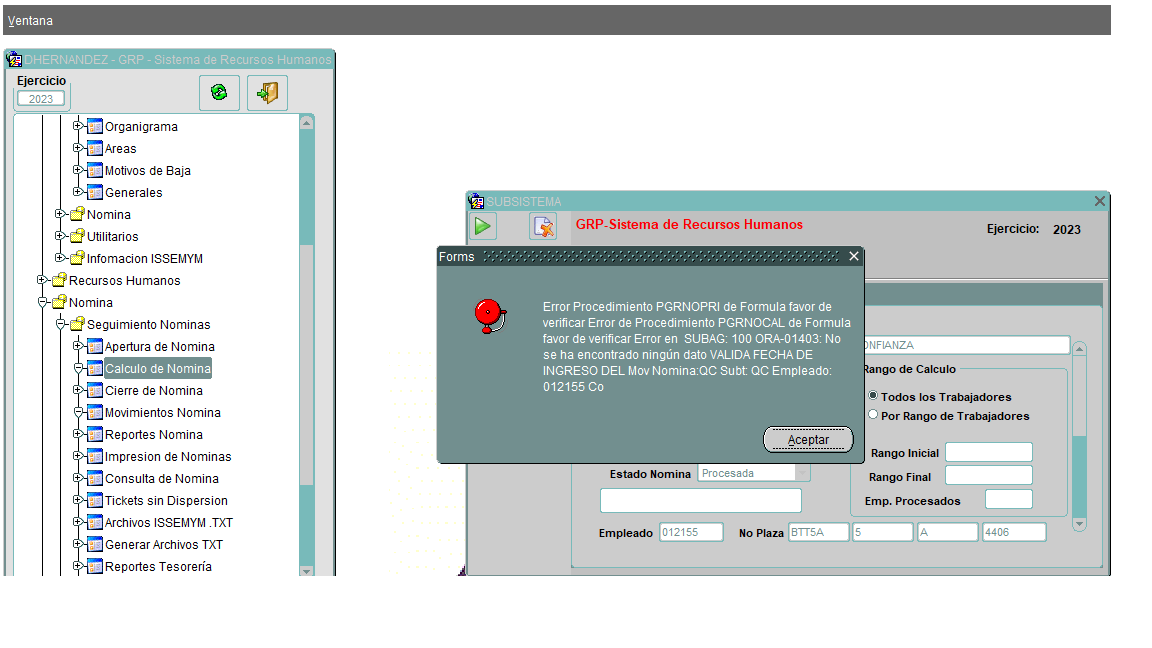 Ventana
DHERNANDEZ - GRP - Sistema de Recursos Humanos
Ejercicio
2023
Organigrama
Areas
Motivos de Baja
Generales
Nomina
Utilitarios
Infomacion ISSEMYM
Recursos Humanos
Nomina
Seguimiento Nominas
Apertura de Nomina
Calculo de Nomina
Cierre de Nomina
Movimientos Nomina
Reportes Nomina
Impresion de Nominas
Consulta de Nomina
Tickets sin Dispersion
Archivos ISSEMYM .TXT
Generar Archivos TXT
Reportes Tesorería
SUBSISTEMA
GRP-Sistema de Recursos Humanos
Ejercicio: 2023
Forms
Error Procedimiento PGRNOPRI de Formula favor de
verificar Error de Procedimiento PGRNOCAL de Formula
favor de verificar Error en  SUBAG: 100 ORA-01403: No
se ha encontrado ningún dato VALIDA FECHA DE
INGRESO DEL Mov Nomina:QC Subt: QC Empleado:
012155 Co
Aceptar
ONFIANZA
Rango de Calculo
Todos los Trabajadores
Por Rango de Trabajadores
Rango Inicial
Rango Final
Emp. Procesados
Estado Nomina Procesada
Empleado 012155 No Plaza BTT5A 5 A 4406